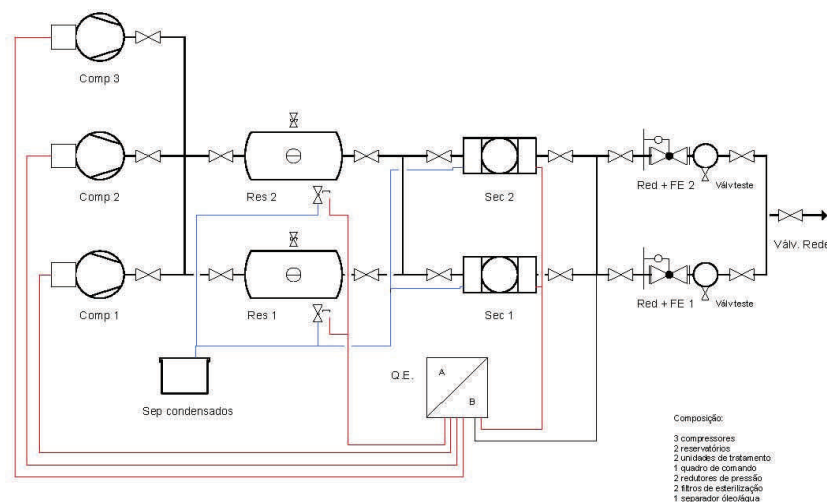 Comp 3
Comp 2
Res 2
Sec 2
Red + FE 2
Válv teste
Válv. Rede
Comp 1
Res 1
Sec 1
Red + FE 1
Válv teste
Q.E.
A
B
Sep condensados
Composição:
3 compressores
2 reservatórios
2 unidades de tratamento
1 quadro de comando
2 redutores de pressão
2 filtros de esterilização
1 separador óleo/água